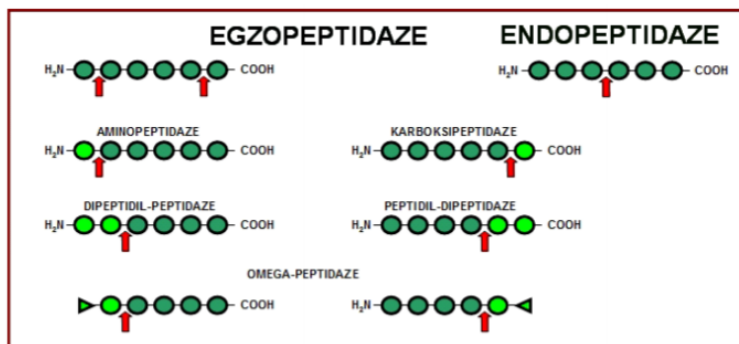 EGZOPEPTIDAZE ENDOPEPTIDAZE
H₂N COOH H₂N COOH
AMINOPEPTIDAZE KARBOKSIPEPTIDAZE
H₂N COOH COOH
DIPEPTIDIL-PEPTIDAZE PEPTIDIL-DIPEPTIDAZE
H₂N COOH H₂N COOH
OMEGA-PEPTIDAZE
COOH H₂N